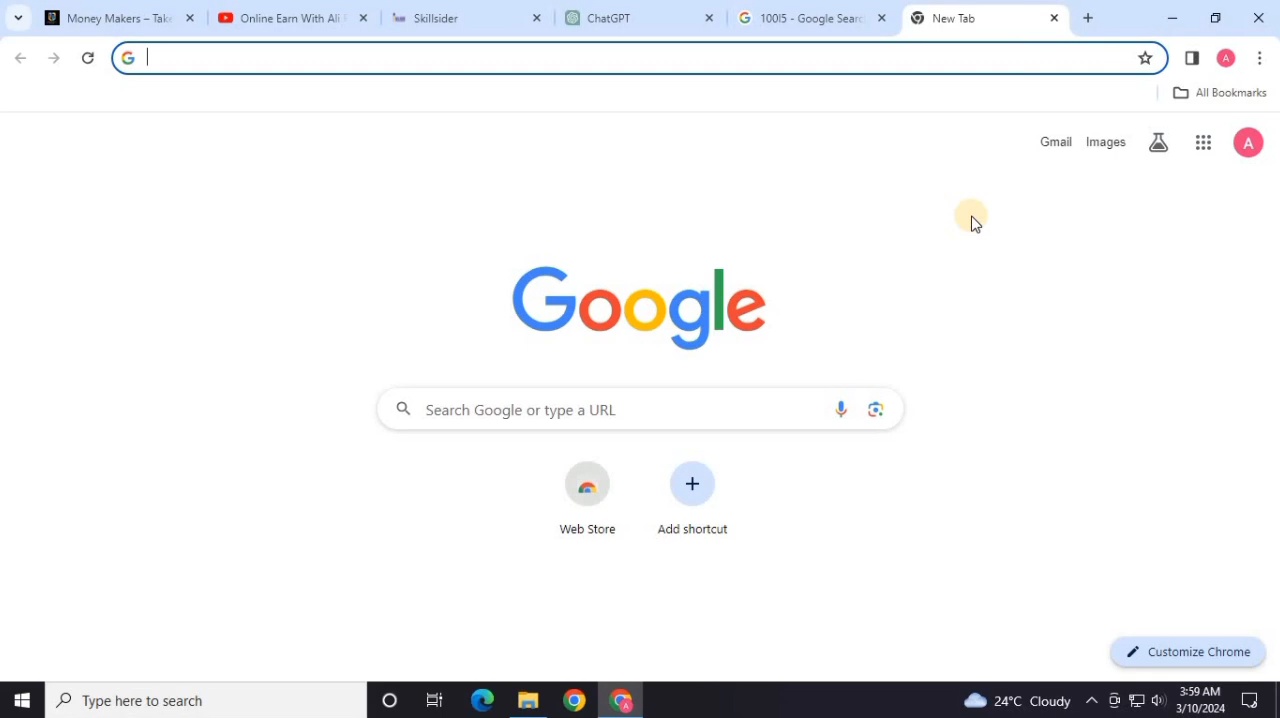 Money Makers – Take
Online Earn With Ali
Skillsider
ChatGPT
100l5 - Google Searc
New Tab
All Bookmarks
Gmail
Images
A
A
Google
Search Google or type a URL
Web Store
Add shortcut
Customize Chrome
Type here to search
24°C Cloudy
3:59 AM
3/10/2024